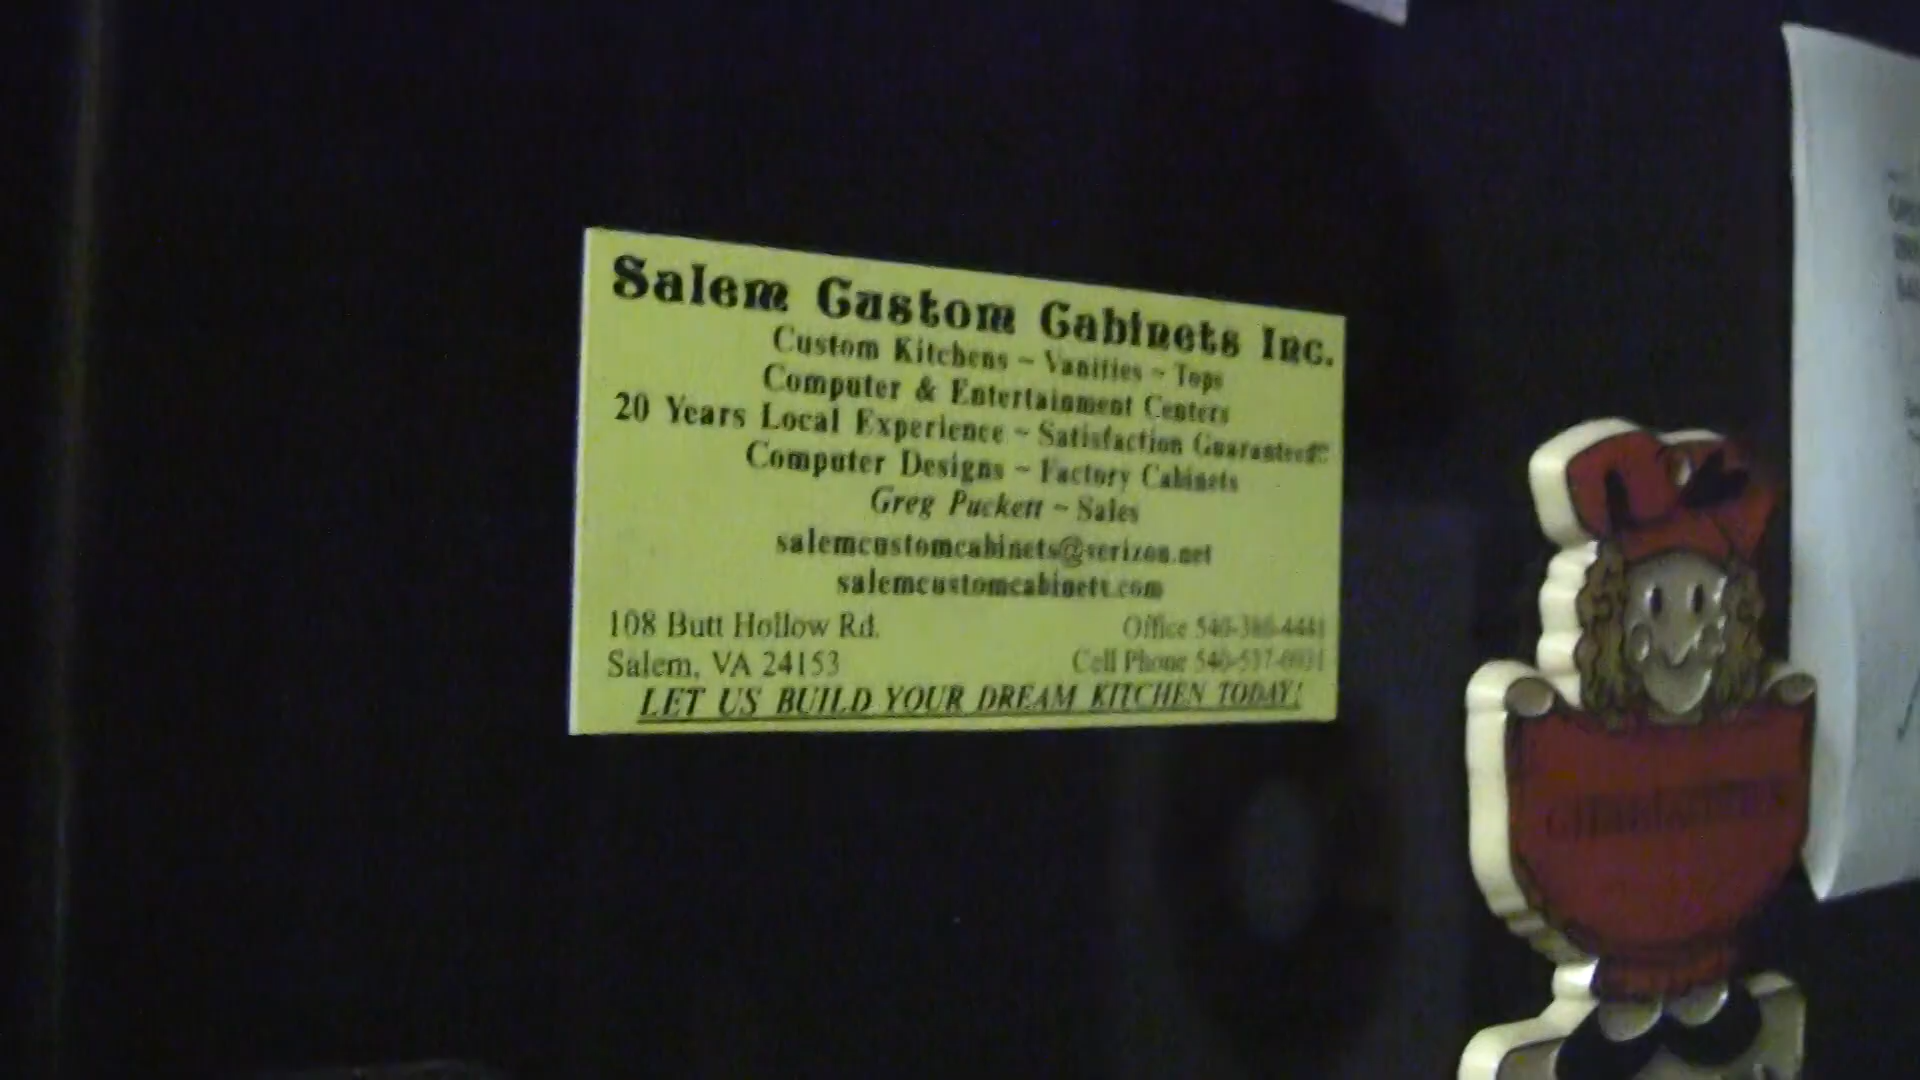 Salem Custom Cabinets Inc.
Custom Kitchens ~ Vanities ~ Tops
Computer & Entertainment Centers
20 Years Local Experience ~ Satisfaction Guaranteed!!
Computer Designs ~ Factory Cabinets
Greg Puckett ~ Sales
salemcustomcabinets@verizon.net
salemcustomcabinets.com
108 Butt Hollow Rd.
Office
Salem, VA 24153
Cell Phone
LET US BUILD YOUR DREAM KITCHEN TODAY!